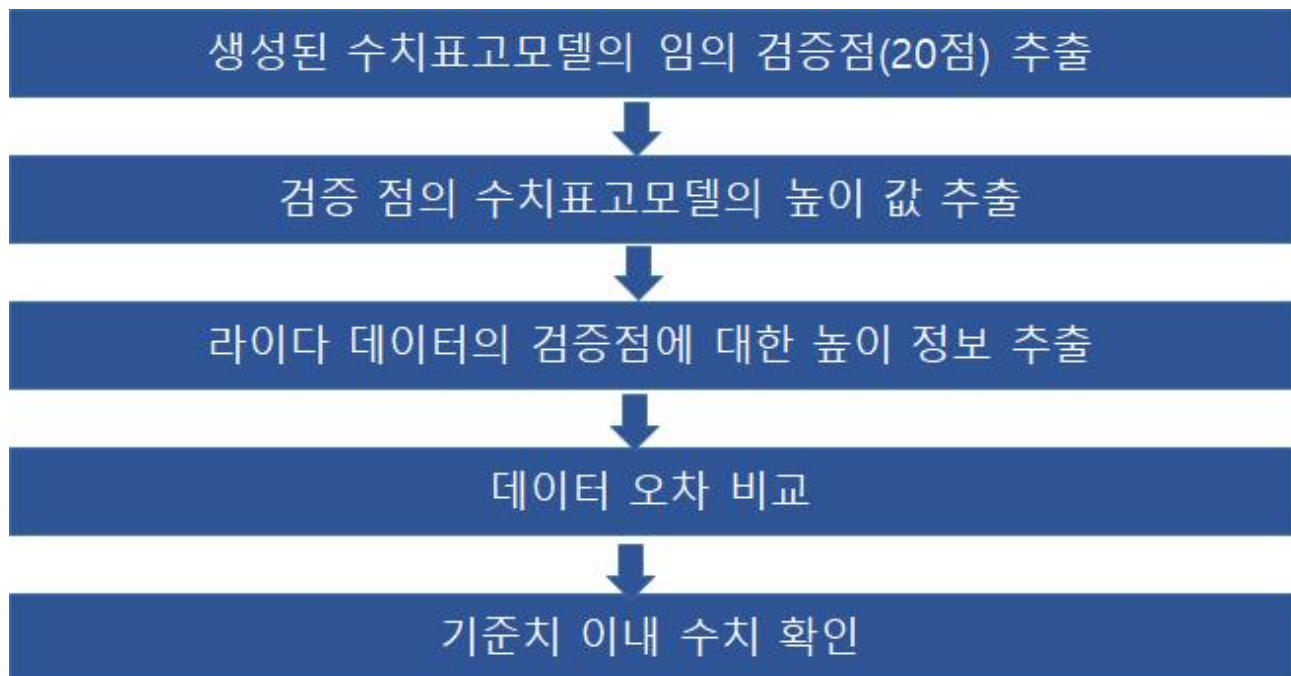 생성된 수치표고모델의 임의 검증점(20점) 추출
검증 점의 수치표고모델의 높이 값 추출
라이다 데이터의 검증점에 대한 높이 정보 추출
데이터 오차 비교
기준치 이내 수치 확인